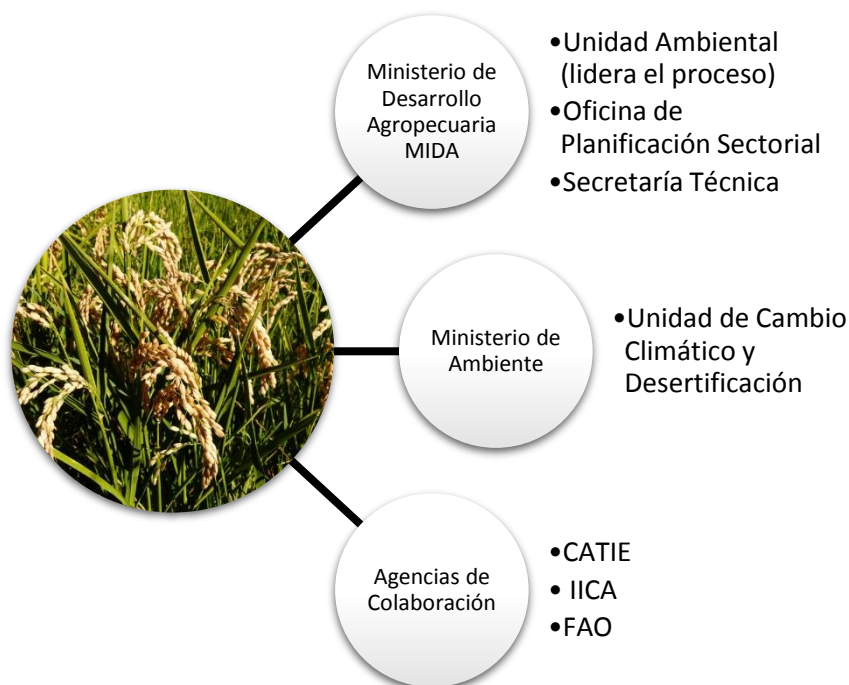 Ministerio de
Desarrollo
Agropecuaria
MIDA
•Unidad Ambiental
(lidera el proceso)
•Oficina de
Planificación Sectorial
•Secretaría Técnica
Ministerio de
Ambiente
•Unidad de Cambio
Climático y
Desertificación
Agencias de
Colaboración
•CATIE
• IICA
•FAO